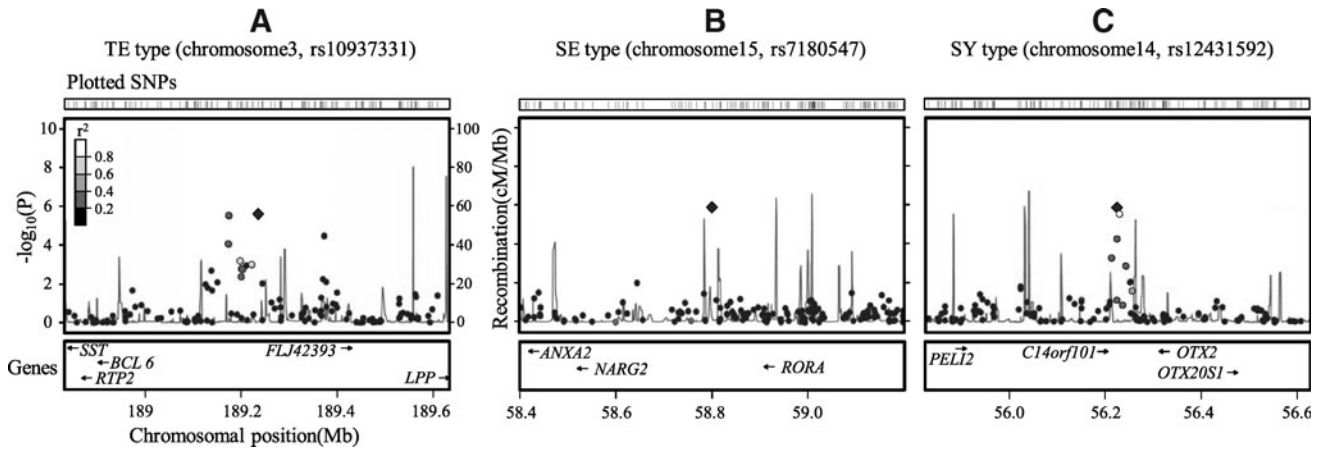 A
B
C
TE type (chromosome3, rs10937331)
SE type (chromosome15, rs7180547)
SY type (chromosome14, rs12431592)
Plotted SNPs
10
8
6
4
2
0
-log10(P)
r2
0.8
0.6
0.4
0.2
100
80
60
40
20
0
Recombination(cM/Mb)
Genes
SST
BCL 6
RTP2
FLJ42393
LPP
ANXA2
NARG2
RORA
PELI2
C14orf101
OTX2
OTX20S1
189 189.2 189.4 189.6
58.4 58.6 58.8 59.0
56.0 56.2 56.4 56.6
Chromosomal position(Mb)